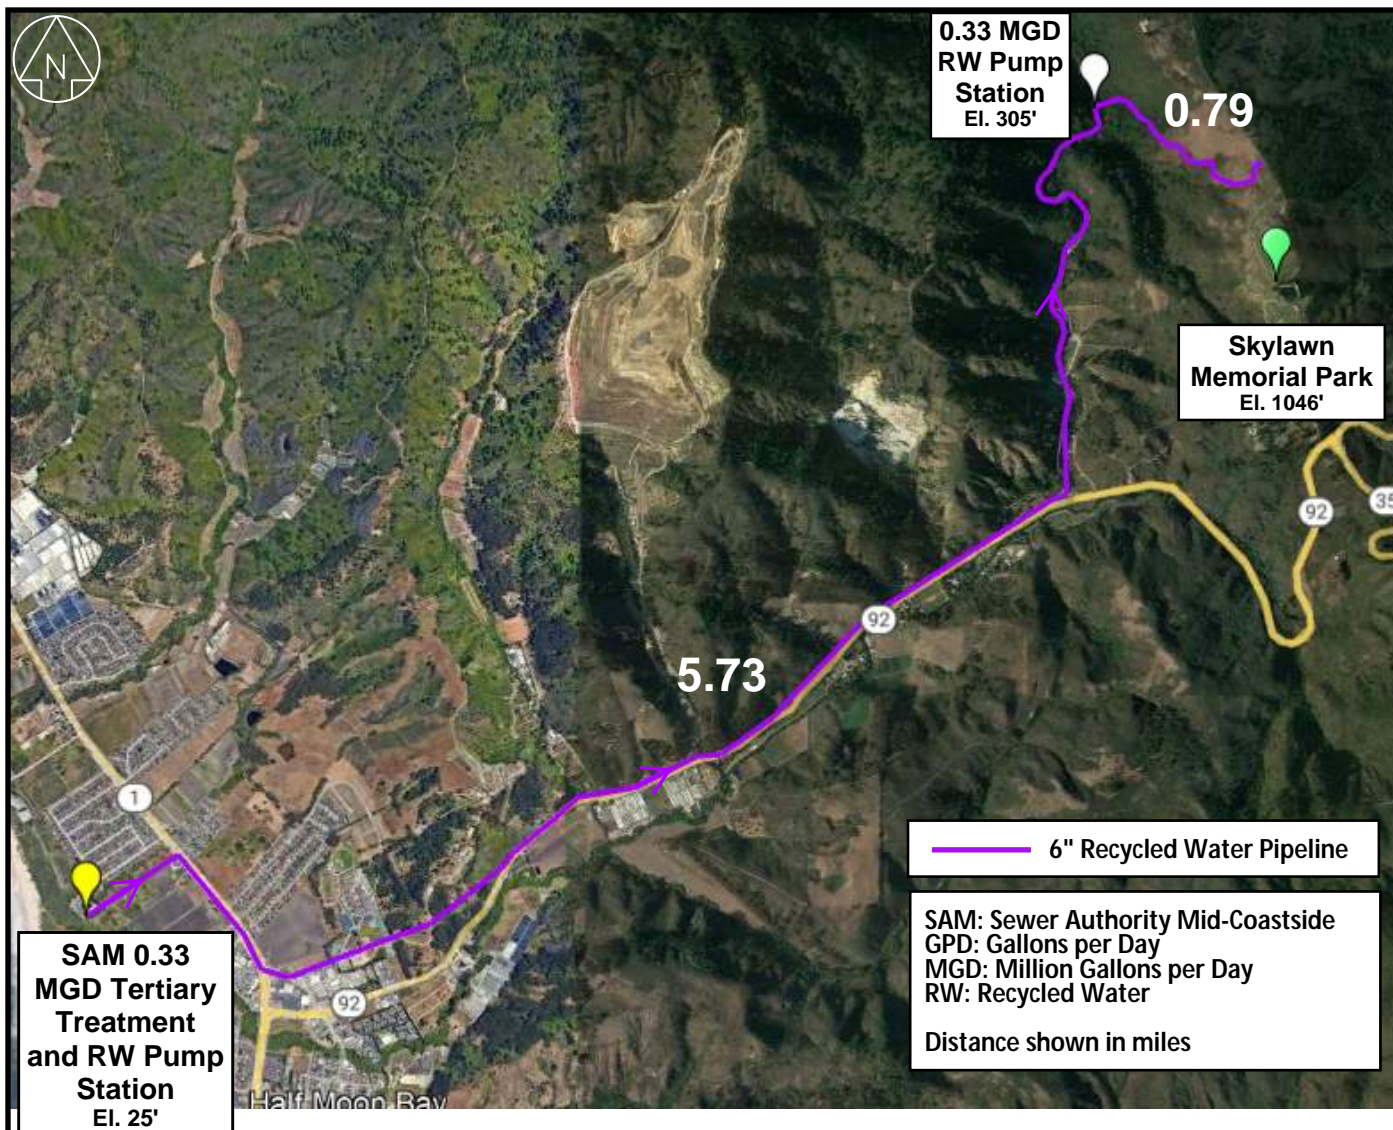 N
0.33 MGD
RW Pump
Station
El. 305'
0.79
Skylawn
Memorial Park
El. 1046'
92
35
92
5.73
1
6" Recycled Water Pipeline
SAM: Sewer Authority Mid-Coastside
GPD: Gallons per Day
MGD: Million Gallons per Day
RW: Recycled Water
Distance shown in miles
SAM 0.33
MGD Tertiary
Treatment
and RW Pump
Station
El. 25'
92
Half Moon Bay